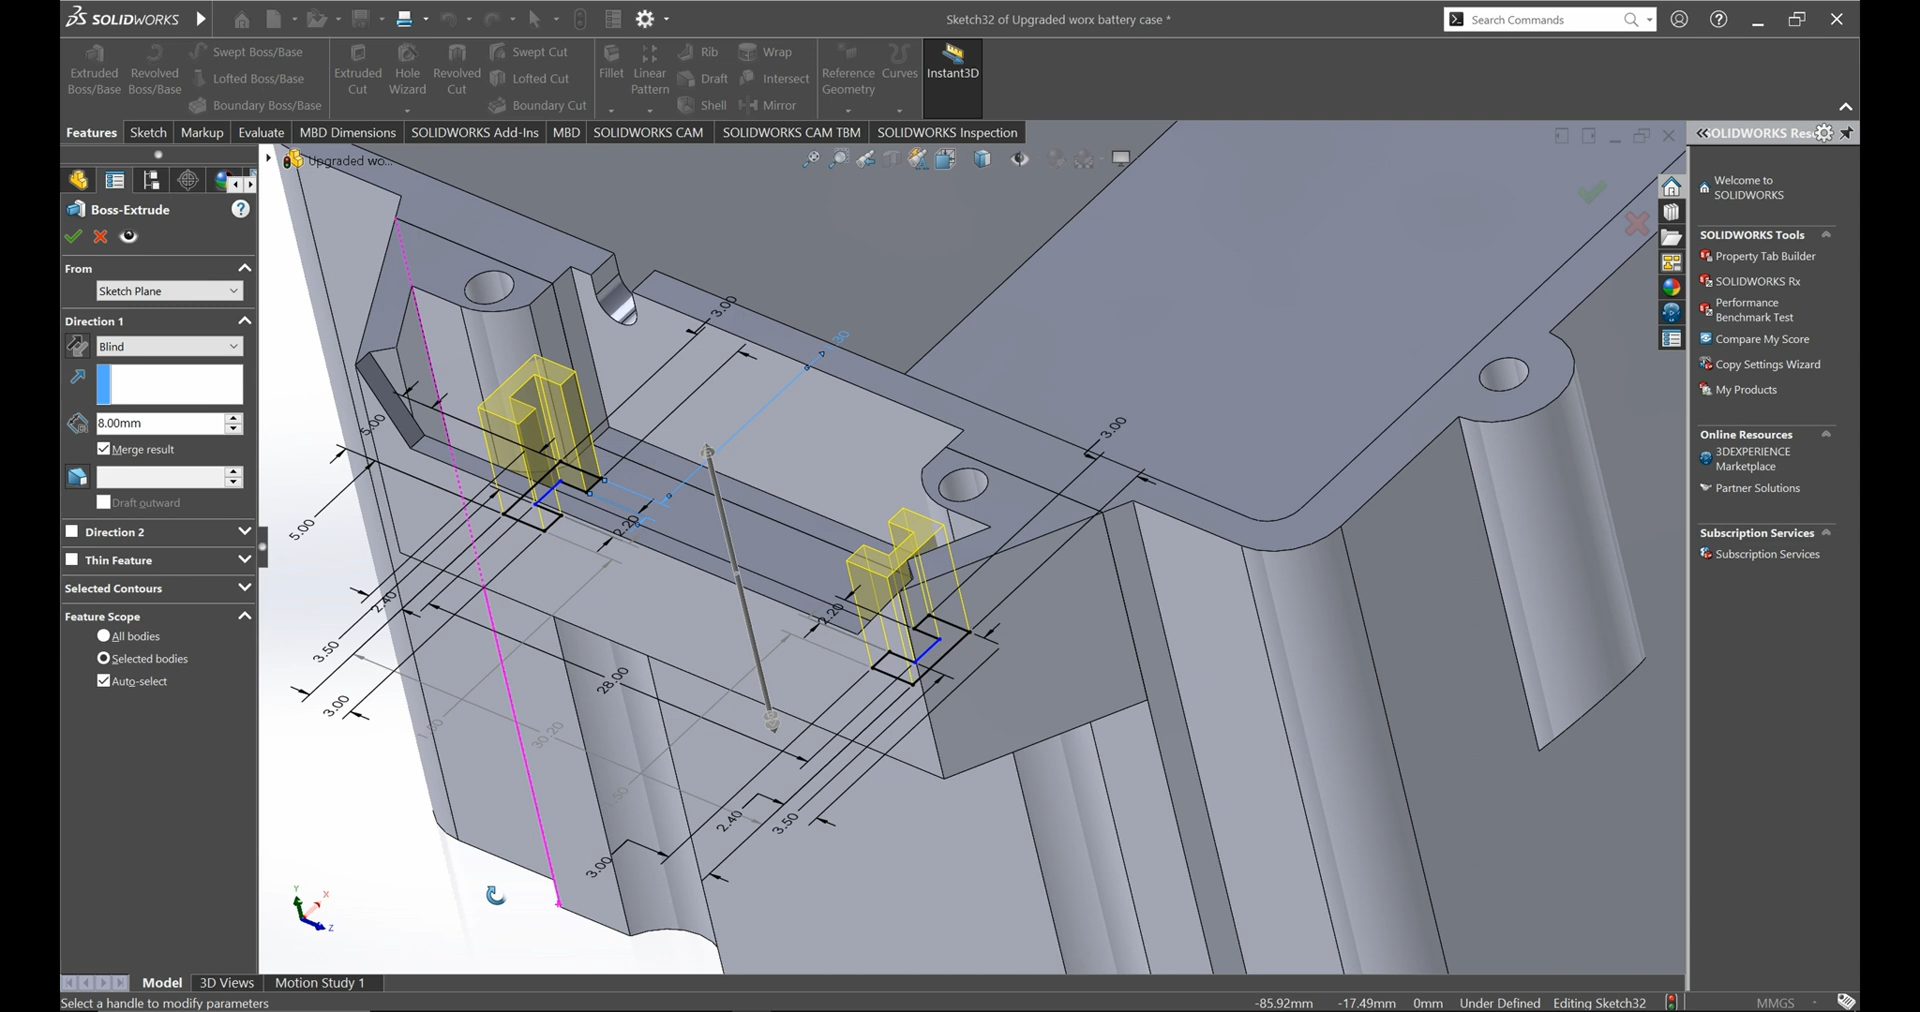 SOLIDWORKS
Sketch32 of Upgraded worx battery case *
Search Commands
Extruded Boss/Base
Revolved Boss/Base
Swept Boss/Base
Lofted Boss/Base
Boundary Boss/Base
Extruded Cut
Hole Wizard
Revolved Cut
Swept Cut
Lofted Cut
Boundary Cut
Fillet
Linear Pattern
Rib
Draft
Shell
Wrap
Intersect
Mirror
Reference Geometry
Curves
Instant3D
Features
Sketch
Markup
Evaluate
MBD Dimensions
SOLIDWORKS Add-Ins
MBD
SOLIDWORKS CAM
SOLIDWORKS CAM TBM
SOLIDWORKS Inspection
Upgraded wo...
Boss-Extrude
From
Sketch Plane
Direction 1
Blind
8.00mm
Merge result
Draft outward
Direction 2
Thin Feature
Selected Contours
Feature Scope
All bodies
Selected bodies
Auto-select
3.00
30
3.00
5.00
5.00
2.20
2.40
2.20
3.50
28.00
3.00
30.20
2.40
3.50
3.00
Y
X
Z
SOLIDWORKS Res
Welcome to
SOLIDWORKS
SOLIDWORKS Tools
Property Tab Builder
SOLIDWORKS Rx
Performance
Benchmark Test
Compare My Score
Copy Settings Wizard
My Products
Online Resources
3DEXPERIENCE
Marketplace
Partner Solutions
Subscription Services
Subscription Services
Model
3D Views
Motion Study 1
Select a handle to modify parameters
-85.92mm
-17.49mm
0mm
Under Defined
Editing Sketch32
MMGS